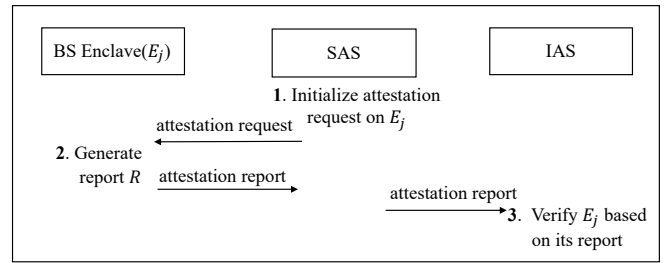 BS Enclave(E_j)
SAS
IAS
1. Initialize attestation
request on E_j
attestation request
2. Generate
report R
attestation report
attestation report
3. Verify E_j based
on its report